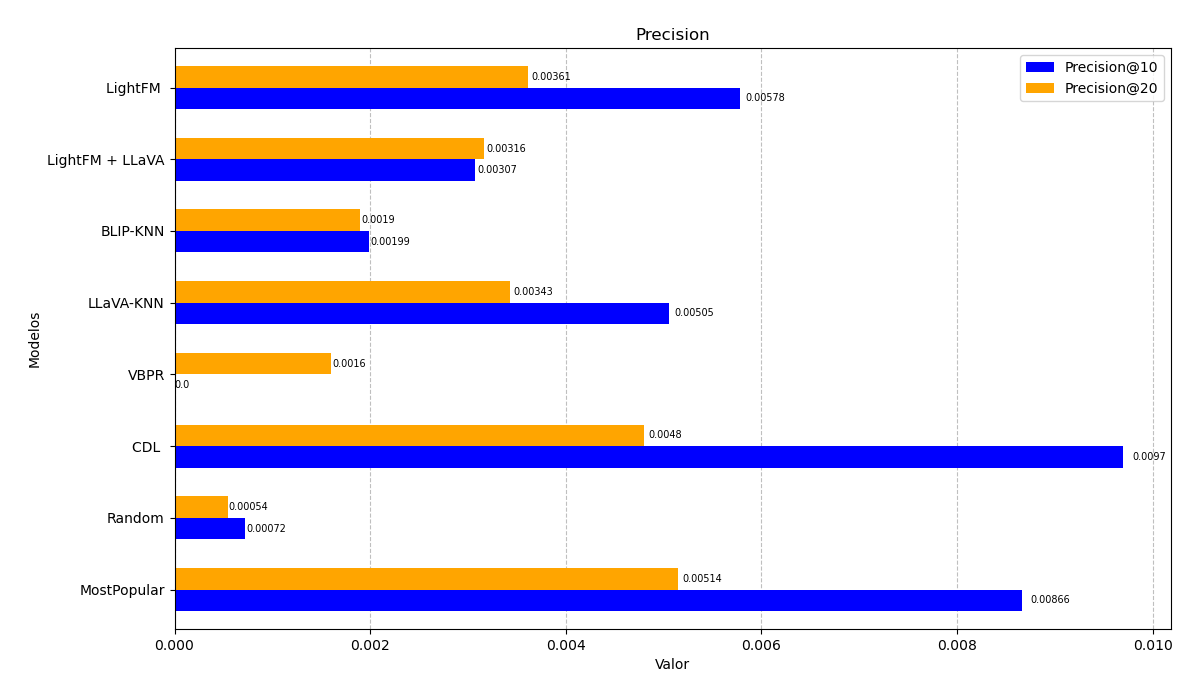 Precision
Precision@10
Precision@20
LightFM
0.00361
0.00578
LightFM + LLaVA
0.00316
0.00307
BLIP-KNN
0.0019
0.00199
LLaVA-KNN
0.00343
0.00505
VBPR
0.0016
0.0
CDL
0.0048
0.0097
Random
0.00054
0.00072
MostPopular
0.00514
0.00866
Modelos
0.000 0.002 0.004 0.006 0.008 0.010
Valor